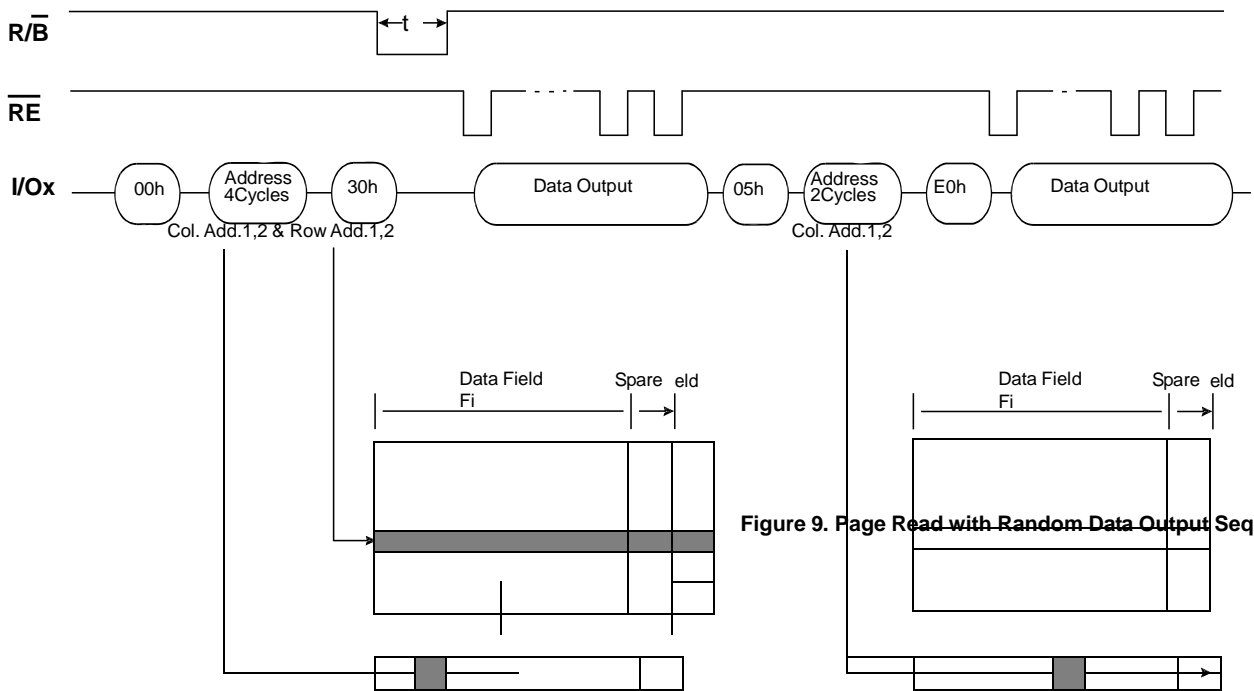 R/B
t
RE
I/Ox
00h
Address
4Cycles
30h
Data Output
05h
Address
2Cycles
E0h
Data Output
Col. Add.1,2 & Row Add.1,2
Col. Add.1,2
Data Field
Fi
Spare
eld
Data Field
Fi
Spare
eld
Figure 9. Page Read with Random Data Output Seq